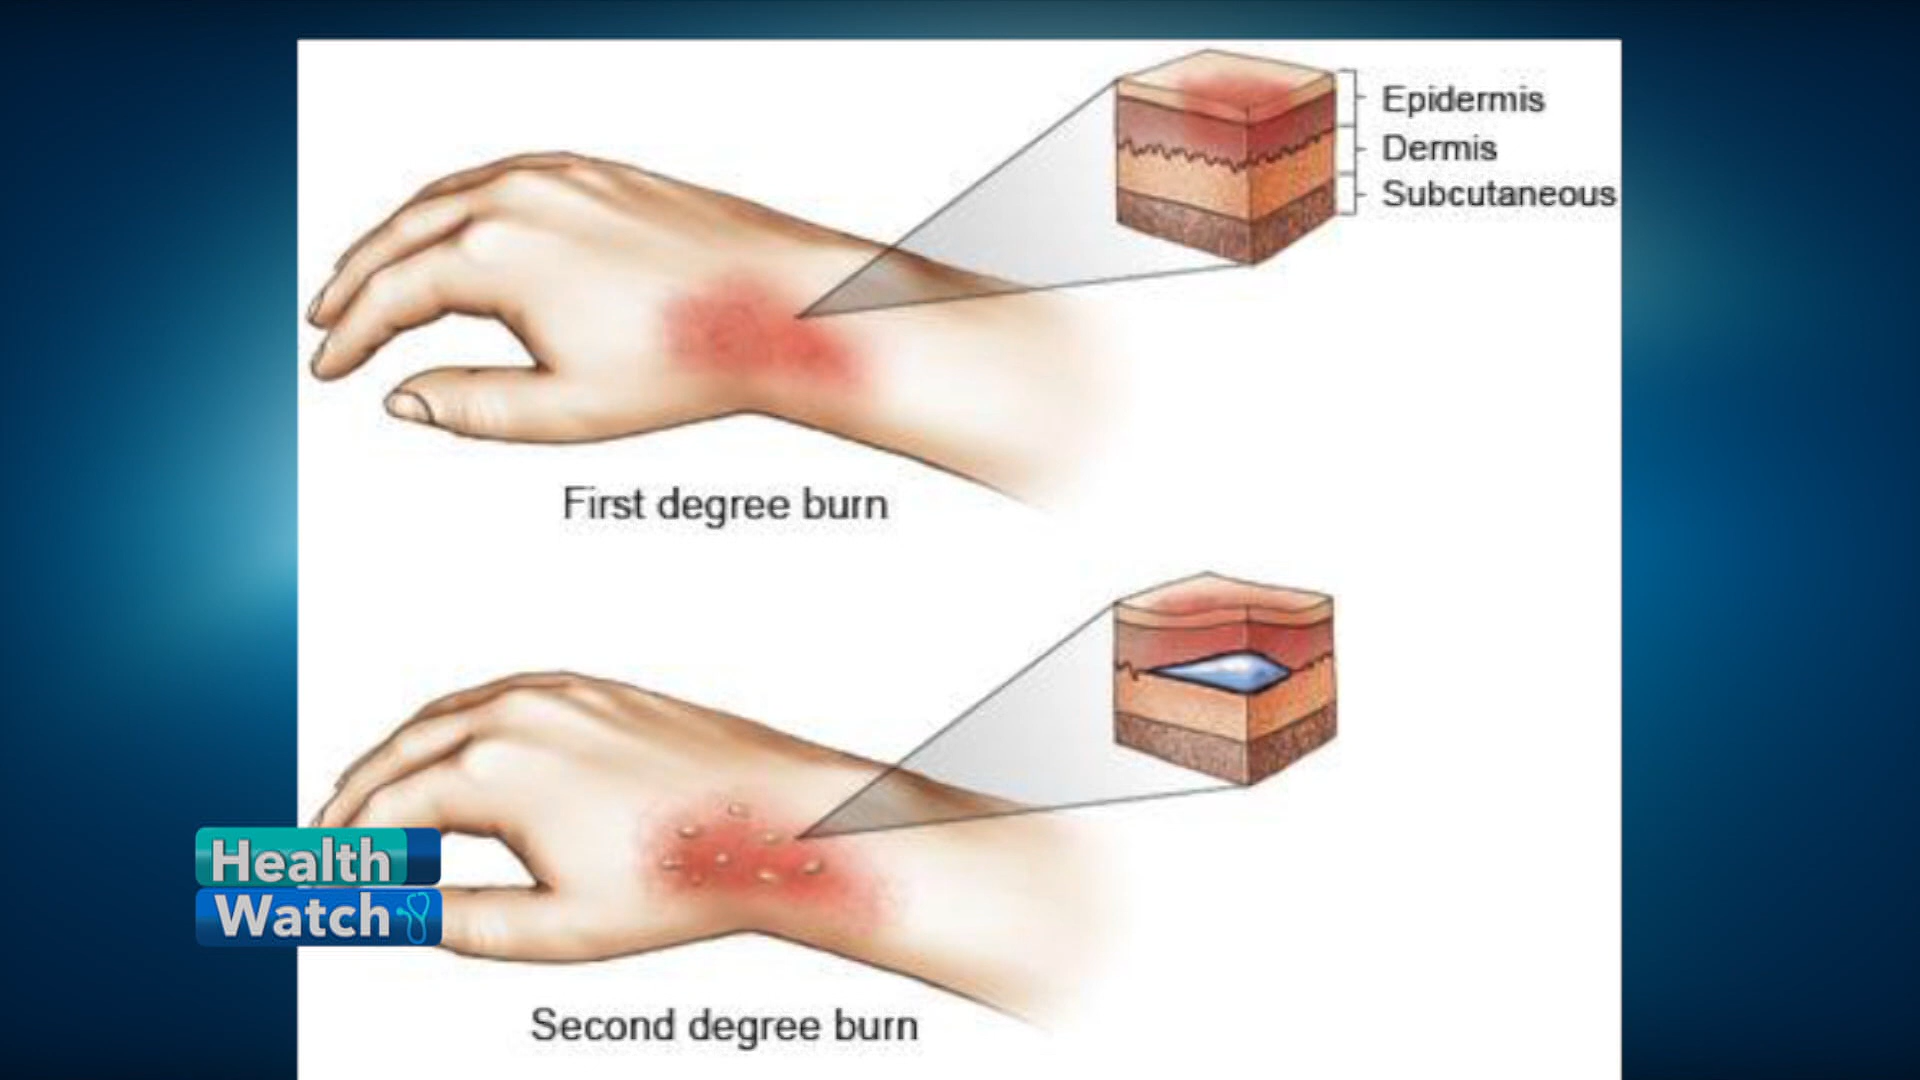 Epidermis
Dermis
Subcutaneous
First degree burn
Health
Watch
Second degree burn